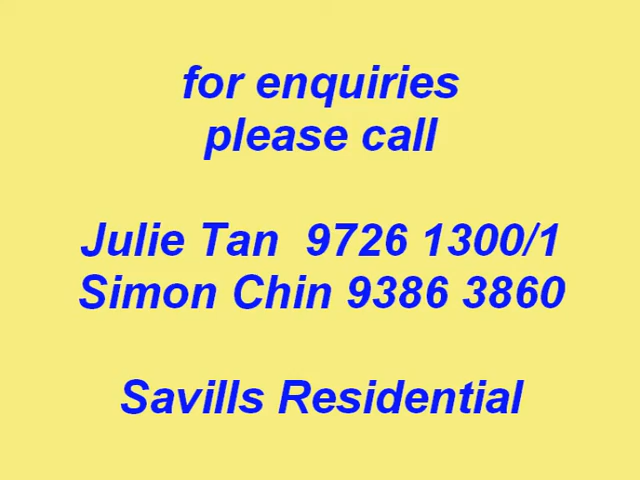 for enquiries
please call
Julie Tan 9726 1300/1
Simon Chin 9386 3860
Savills Residential